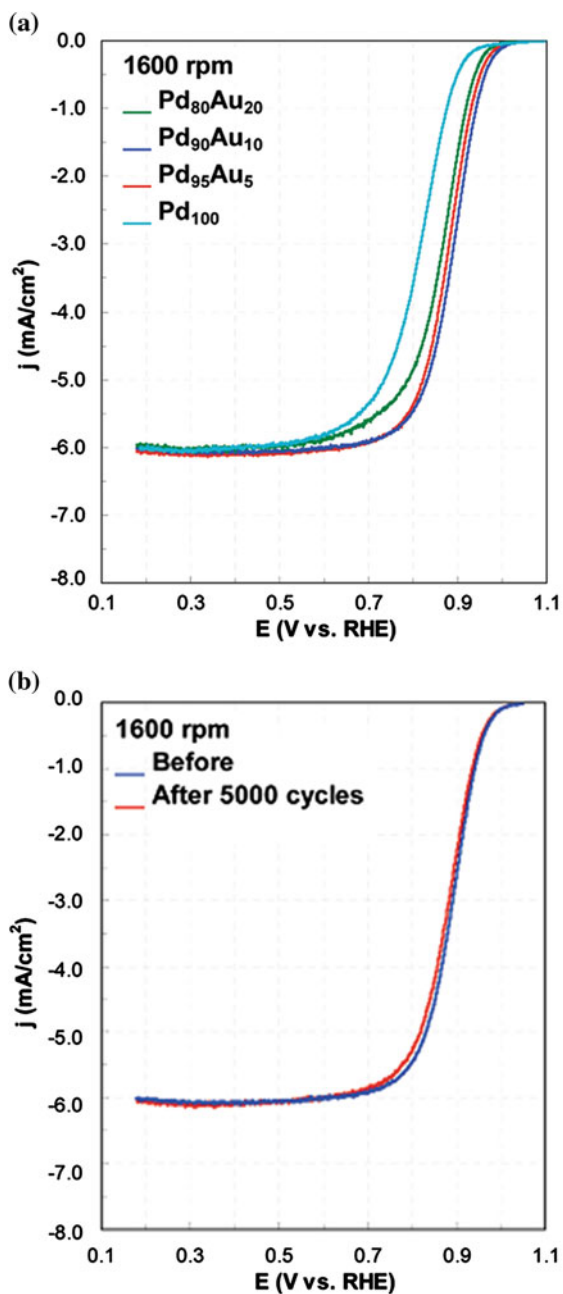 (a)
0.0
1600 rpm
Pd80Au20
-1.0
Pd90Au10
Pd95Au5
-2.0
Pd100
-3.0
j (mA/cm2)
-4.0
-5.0
-6.0
-7.0
-8.0
0.1 0.3 0.5 0.7 0.9 1.1
E (V vs. RHE)
(b)
0.0
1600 rpm
Before
-1.0
After 5000 cycles
-2.0
-3.0
j (mA/cm2)
-4.0
-5.0
-6.0
-7.0
-8.0
0.1 0.3 0.5 0.7 0.9 1.1
E (V vs. RHE)